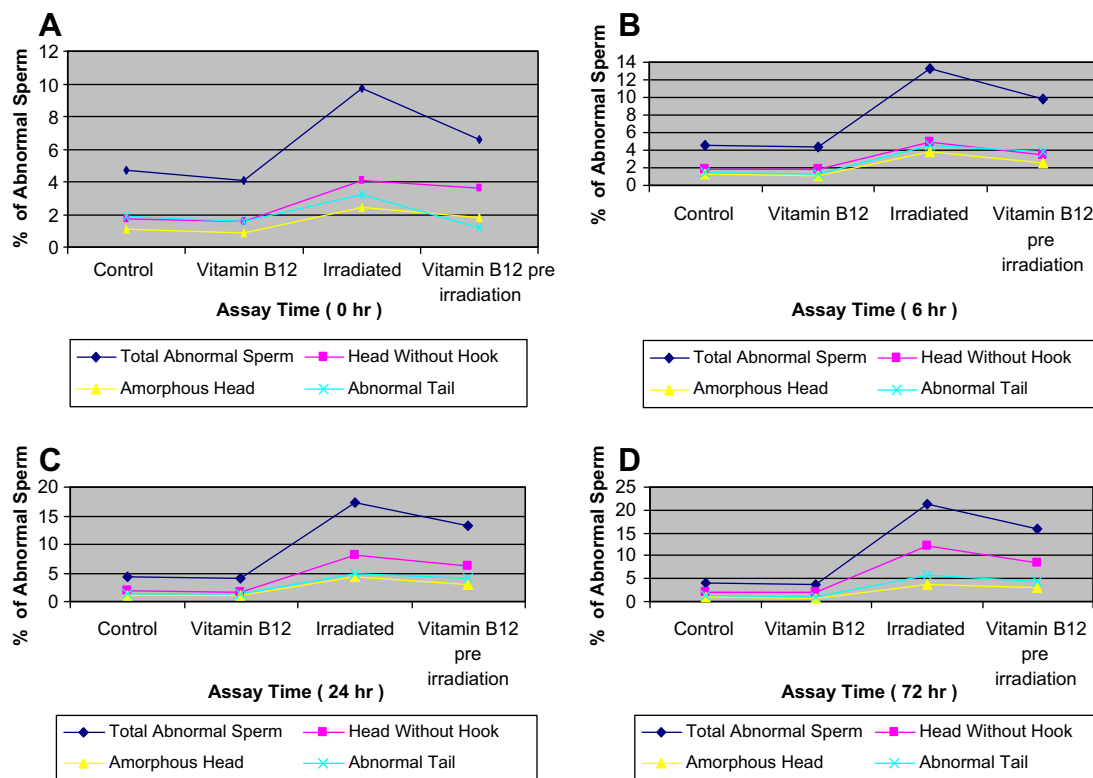 A
% of Abnormal Sperm
12
10
8
6
4
2
0
Control Vitamin B12 Irradiated Vitamin B12 pre
irradiation
Assay Time ( 0 hr )
Total Abnormal Sperm Head Without Hook
Amorphous Head Abnormal Tail
B
% of Abnormal Sperm
14
12
10
8
6
4
2
0
Control Vitamin B12 Irradiated Vitamin B12
pre
irradiation
Assay Time ( 6 hr )
Total Abnormal Sperm Head Without Hook
Amorphous Head Abnormal Tail
C
% of Abnormal Sperm
20
15
10
5
0
Control Vitamin B12 Irradiated Vitamin B12
pre
irradiation
Assay Time ( 24 hr )
Total Abnormal Sperm Head Without Hook
Amorphous Head Abnormal Tail
D
% of Abnormal Sperm
25
20
15
10
5
0
Control Vitamin B12 Irradiated Vitamin B12
pre
irradiation
Assay Time ( 72 hr )
Total Abnormal Sperm Head Without Hook
Amorphous Head Abnormal Tail